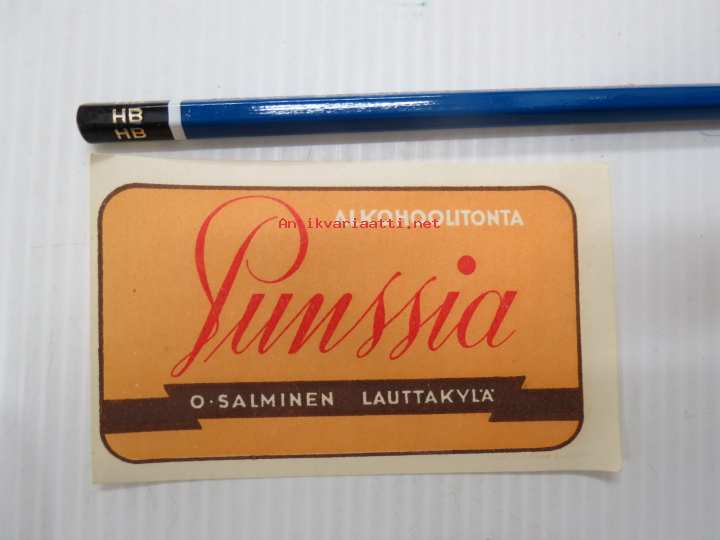 HB
HB
ALKOHOOLITONTA
Antikvariaatti.net
Punssia
O·SALMINEN LAUTTAKYLÄ